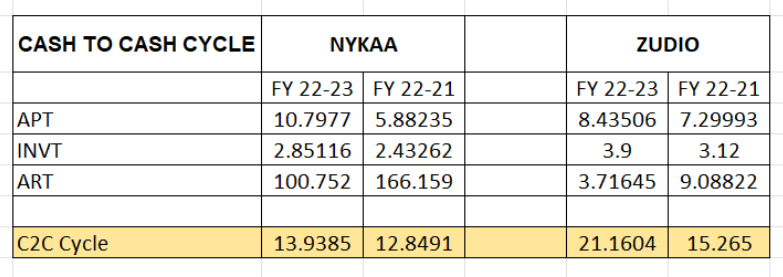 CASH TO CASH CYCLE NYKAA ZUDIO
FY 22-23 FY 22-21 FY 22-23 FY 22-21
APT 10.7977 5.88235 8.43506 7.29993
INVT 2.85116 2.43262 3.9 3.12
ART 100.752 166.159 3.71645 9.08822
C2C Cycle 13.9385 12.8491 21.1604 15.265